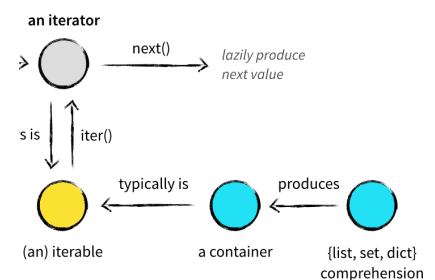 an iterator
next()
lazily produce
next value
s is
iter()
typically is
produces
(an) iterable
a container
{list, set, dict}
comprehension